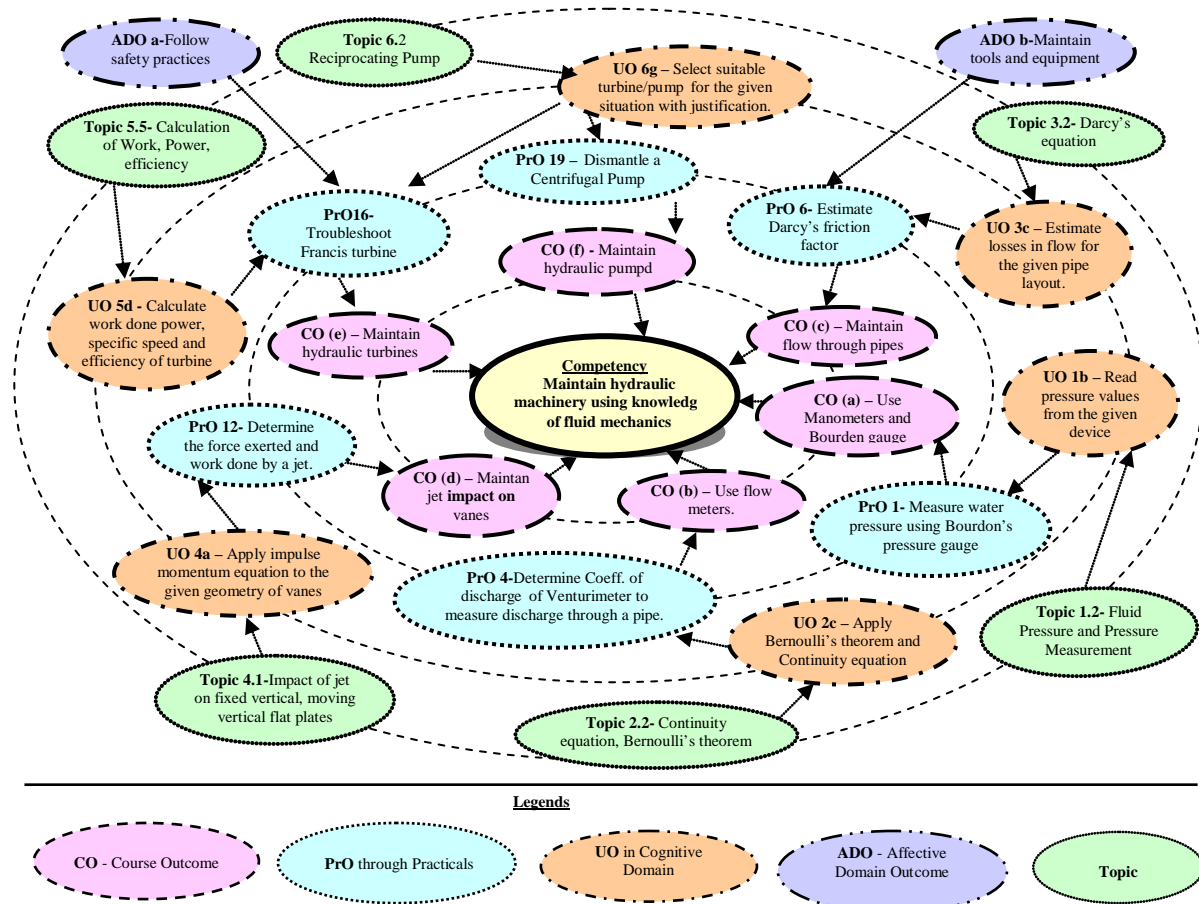 ADO a-Follow
safety practices
Topic 6.2
Reciprocating Pump
UO 6g – Select suitable
turbine/pump for the given
situation with justification.
ADO b-Maintain
tools and equipment
Topic 5.5- Calculation
of Work, Power,
efficiency
Topic 3.2- Darcy's
equation
PrO 19 – Dismantle a
Centrifugal Pump
PrO16-
Troubleshoot
Francis turbine
PrO 6- Estimate
Darcy's friction
factor
UO 3c – Estimate
losses in flow for
the given pipe
layout.
CO (f) - Maintain
hydraulic pumpd
UO 5d - Calculate
work done power,
specific speed and
efficiency of turbine
CO (e) – Maintain
hydraulic turbines
CO (c) – Maintain
flow through pipes
Competency
Maintain hydraulic
machinery using knowledg
of fluid mechanics
UO 1b – Read
pressure values
from the given
device
CO (a) – Use
Manometers and
Bourden gauge
PrO 12- Determine
the force exerted and
work done by a jet.
CO (d) – Maintan
jet impact on
vanes
CO (b) – Use flow
meters.
PrO 1- Measure water
pressure using Bourdon's
pressure gauge
UO 4a – Apply impulse
momentum equation to the
given geometry of vanes
PrO 4-Determine Coeff. of
discharge of Venturimeter to
measure discharge through a pipe.
UO 2c – Apply
Bernoulli's theorem and
Continuity equation
Topic 1.2- Fluid
Pressure and Pressure
Measurement
Topic 4.1-Impact of jet
on fixed vertical, moving
vertical flat plates
Topic 2.2- Continuity
equation, Bernoulli's theorem
Legends
CO - Course Outcome
PrO through Practicals
UO in Cognitive
Domain
ADO - Affective
Domain Outcome
Topic